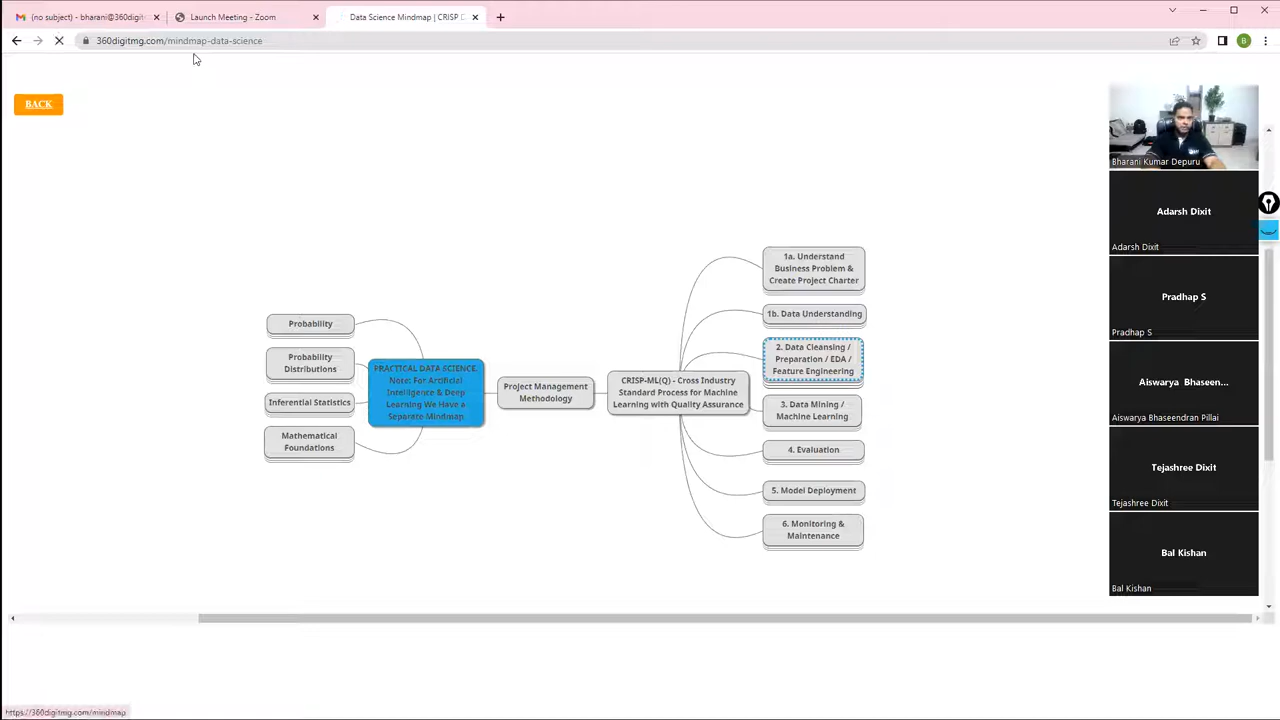 (no subject) - bharani@360digit
Launch Meeting - Zoom
Data Science Mindmap | CRISP D
360digitmg.com/mindmap-data-science
B
BACK
Probability
Probability
Distributions
Inferential Statistics
Mathematical
Foundations
PRACTICAL DATA SCIENCE.
Note: For Artificial
Intelligence & Deep
Learning We Have a
Separate Mindmap
Project Management
Methodology
CRISP-ML(Q) - Cross Industry
Standard Process for Machine
Learning with Quality Assurance
1a. Understand
Business Problem &
Create Project Charter
1b. Data Understanding
2. Data Cleansing /
Preparation / EDA /
Feature Engineering
3. Data Mining /
Machine Learning
4. Evaluation
5. Model Deployment
6. Monitoring &
Maintenance
Bharani Kumar Depuru
Adarsh Dixit
Adarsh Dixit
Pradhap S
Pradhap S
Aiswarya Bhaseen...
Aiswarya Bhaseendran Pillai
Tejashree Dixit
Tejashree Dixit
Bal Kishan
Bal Kishan
https://360digitmg.com/mindmap